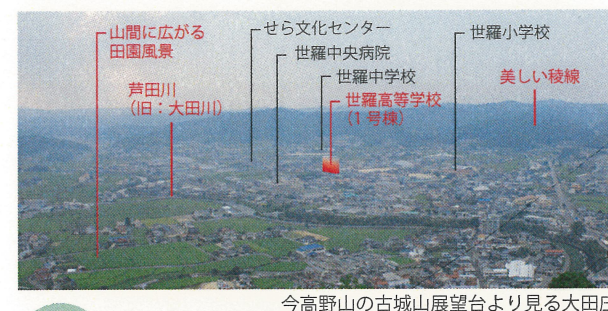 山間に広がる
田園風景
せら文化センター
世羅中央病院
世羅小学校
世羅中学校
美しい稜線
芦田川
（旧：大田川）
世羅高等学校
（1号棟）
今高野山の古城山展望台より見る大田庄